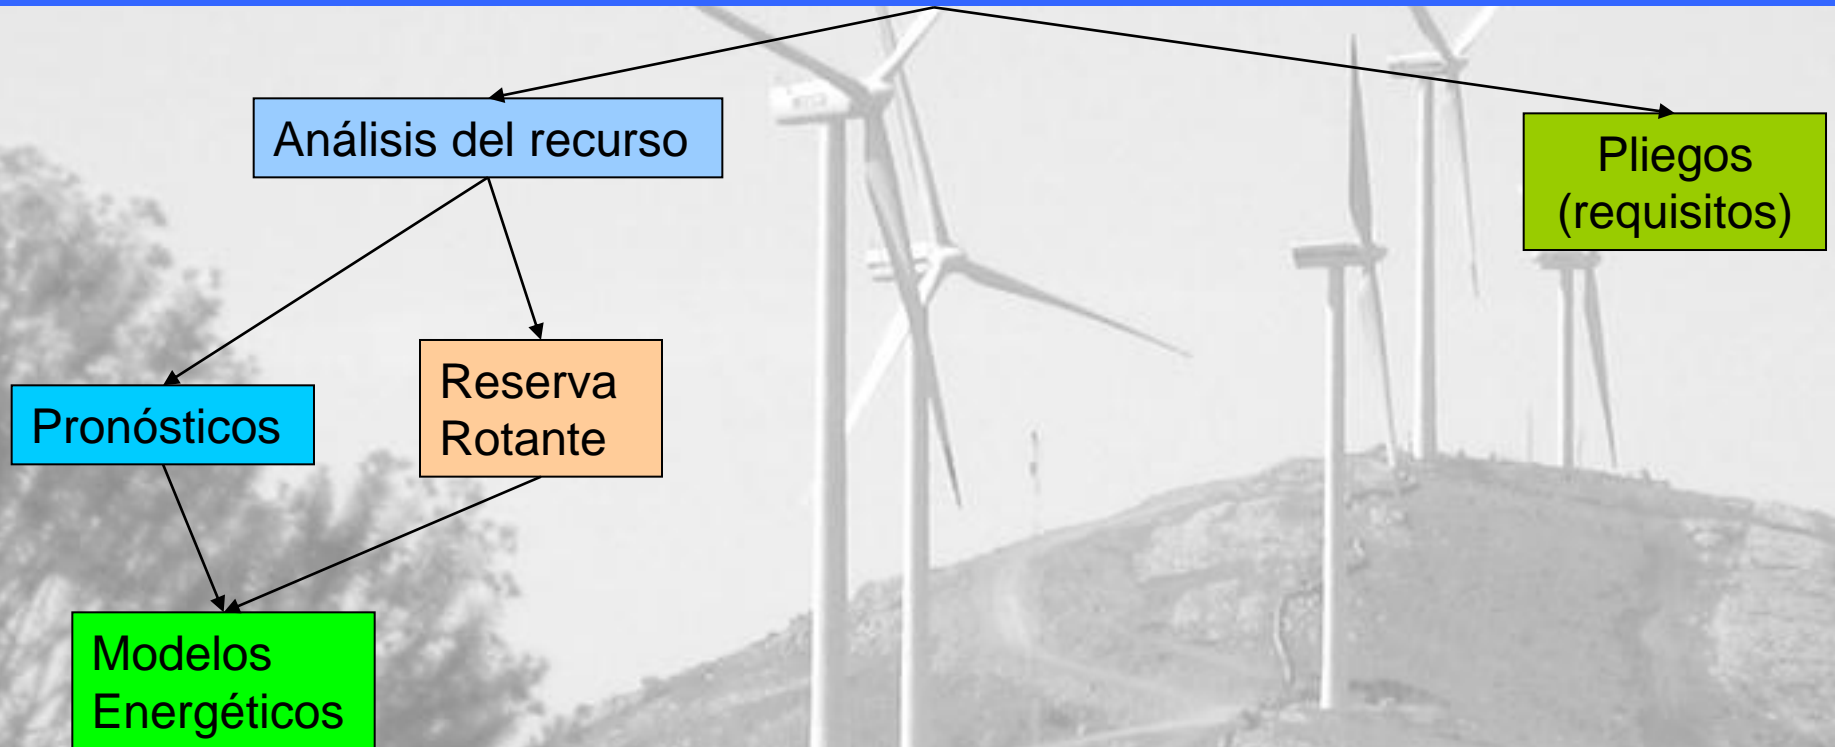 Análisis del recurso
Pliegos
(requisitos)
Reserva
Rotante
Pronósticos
Modelos
Energéticos